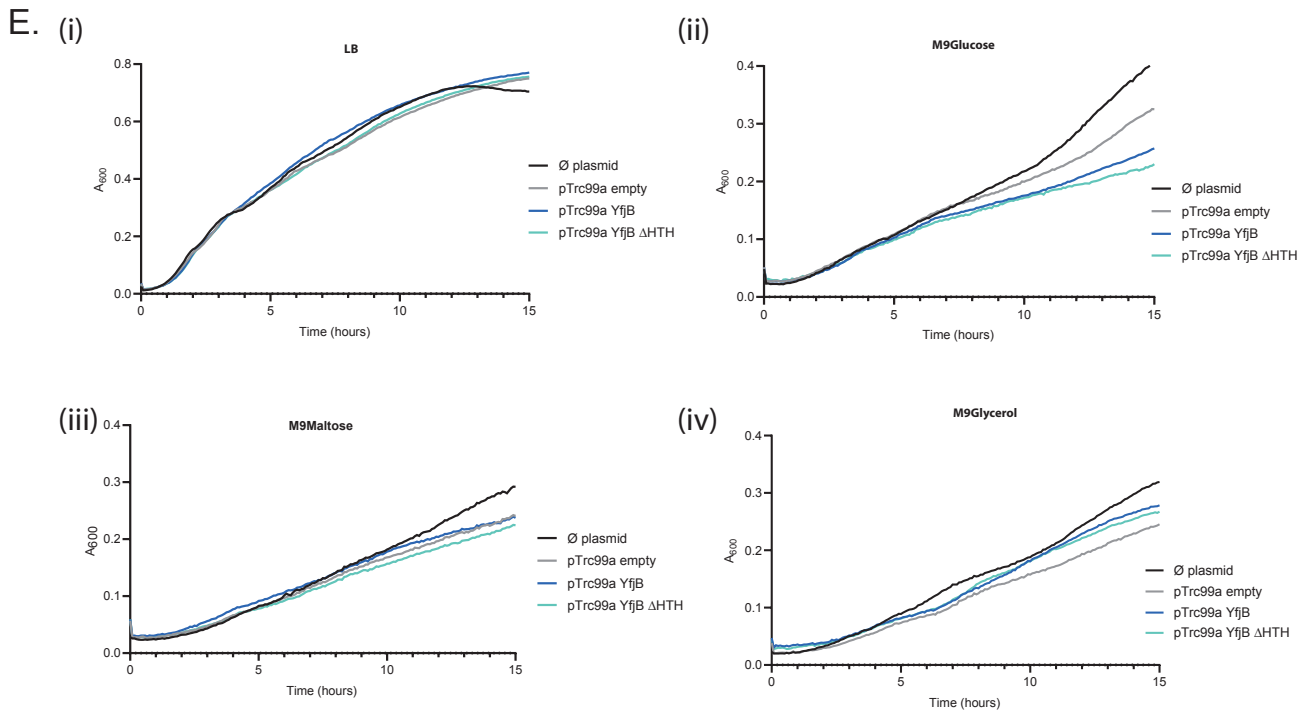 E.
(i)
LB
0.8
0.6
0.4
0.2
0.0
A600
0
5
10
15
Time (hours)
Ø plasmid
pTrc99a empty
pTrc99a YfjB
pTrc99a YfjB ΔHTH
(ii)
M9Glucose
0.4
0.3
0.2
0.1
0.0
A600
0
5
10
15
Time (hours)
Ø plasmid
pTrc99a empty
pTrc99a YfjB
pTrc99a YfjB ΔHTH
(iii)
M9Maltose
0.4
0.3
0.2
0.1
0.0
A600
0
5
10
15
Time (hours)
Ø plasmid
pTrc99a empty
pTrc99a YfjB
pTrc99a YfjB ΔHTH
(iv)
M9Glycerol
0.4
0.3
0.2
0.1
0.0
A600
0
5
10
15
Time (hours)
Ø plasmid
pTrc99a empty
pTrc99a YfjB
pTrc99a YfjB ΔHTH